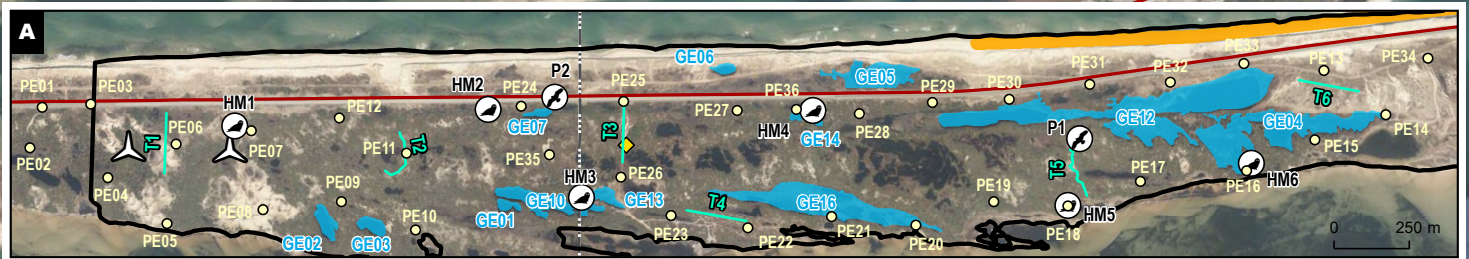 A
GE06
PE33
PE13
PE34
PE31
PE32
PE01
PE03
HM2
P2
PE24
PE25
GE05
PE29
PE30
T6
HM1
PE12
PE36
PE27
GE07
HM4
GE14
PE28
GE12
GE04
PE14
T1
PE06
PE07
PE11
T2
T3
P1
PE15
PE02
PE35
PE26
T5
PE17
PE04
PE09
HM3
PE19
PE16
HM6
PE08
GE01
GE10
GE13
T4
GE16
HM5
PE05
GE02
GE03
PE10
PE23
PE22
PE21
PE20
PE18
0 250 m